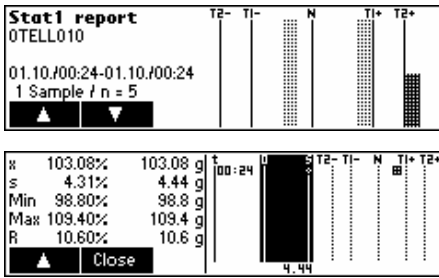 Stat1 report
0TELL010
01.10./00:24-01.10./00:24
1 Sample / n = 5
T2- T1- N T1+ T2+
x 103.08% 103.08 g
s 4.31% 4.44 g
Min 98.80% 98.8 g
Max 109.40% 109.4 g
R 10.60% 10.6 g
Close
t 0 S T2- T1- N T1+ T2+
00:24
4.44